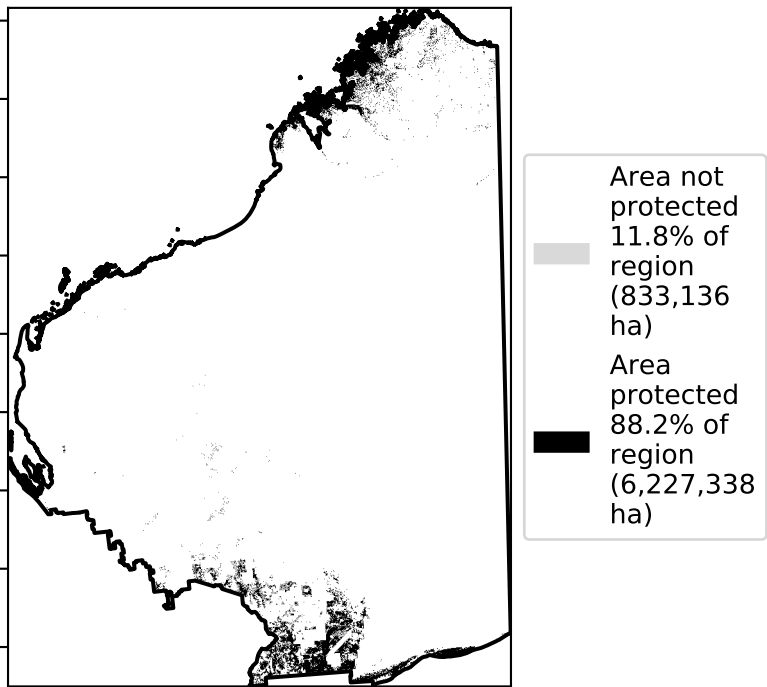 Area not
protected
11.8% of
region
(833,136
ha)
Area
protected
88.2% of
region
(6,227,338
ha)